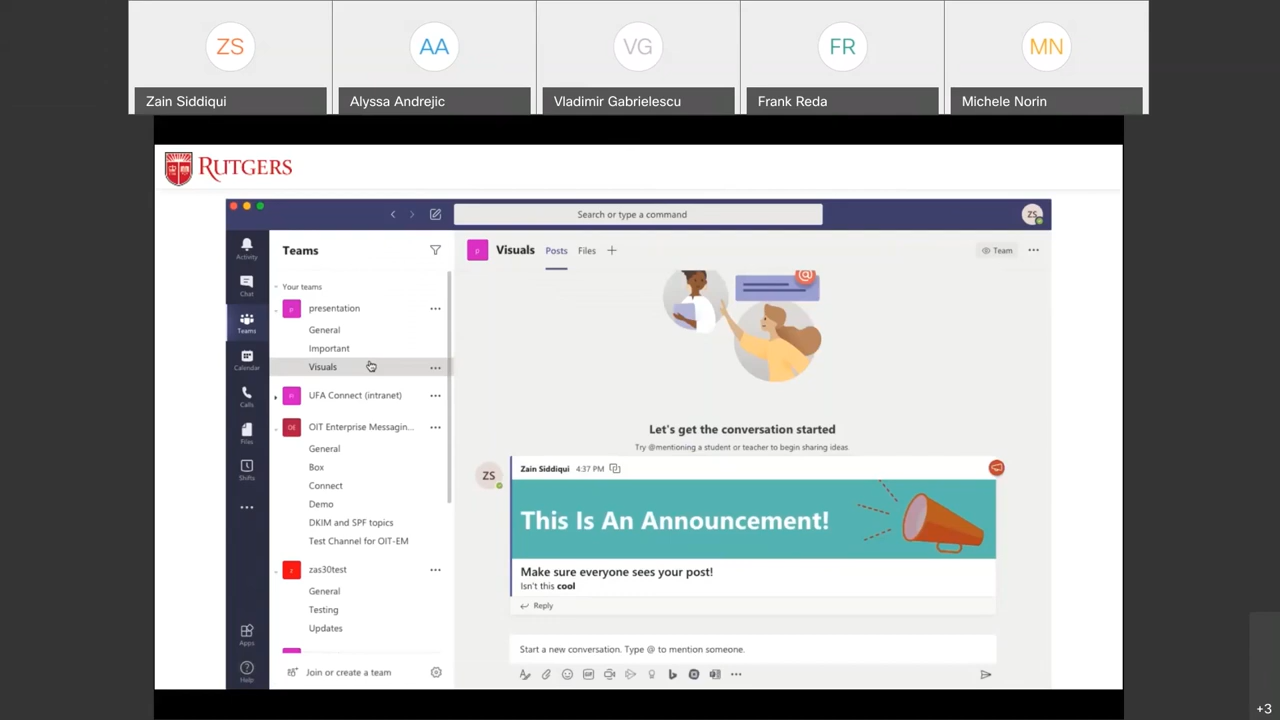 ZS
AA
VG
FR
MN
Zain Siddiqui
Alyssa Andrejic
Vladimir Gabrielescu
Frank Reda
Michele Norin
RUTGERS
Search or type a command
ZS
Activity
Chat
Teams
Calendar
Calls
Files
Shifts
Apps
Help
Teams
Your teams
p presentation
General
Important
Visuals
UFA Connect (intranet)
OE OIT Enterprise Messagin...
General
Box
Connect
Demo
DKIM and SPF topics
Test Channel for OIT-EM
z zas30test
General
Testing
Updates
Join or create a team
p Visuals Posts Files
Team
Let's get the conversation started
Try @mentioning a student or teacher to begin sharing ideas
ZS
Zain Siddiqui 4:37 PM
This Is An Announcement!
Make sure everyone sees your post!
Isn't this cool
Reply
Start a new conversation. Type @ to mention someone.
GIF
+3